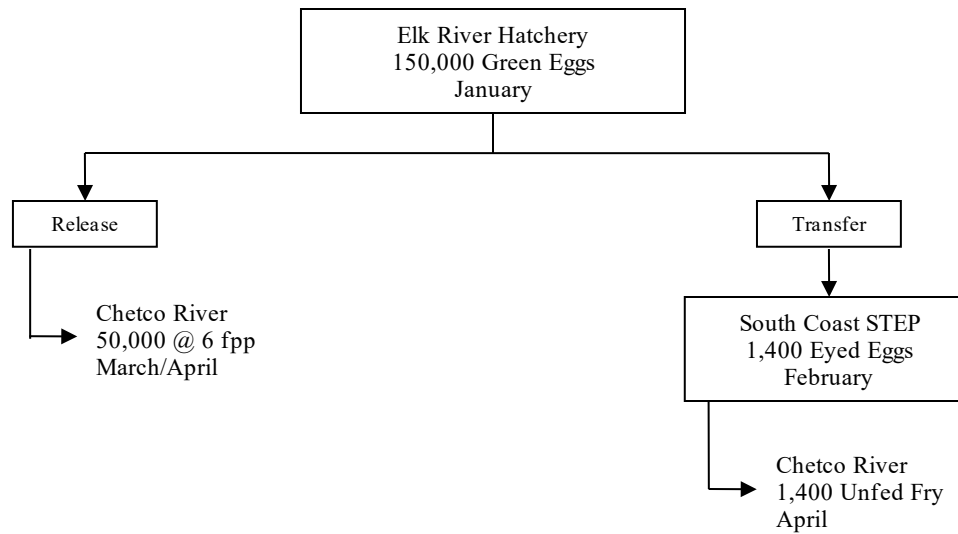 Elk River Hatchery
150,000 Green Eggs
January
Release
Transfer
Chetco River
50,000 @ 6 fpp
March/April
South Coast STEP
1,400 Eyed Eggs
February
Chetco River
1,400 Unfed Fry
April